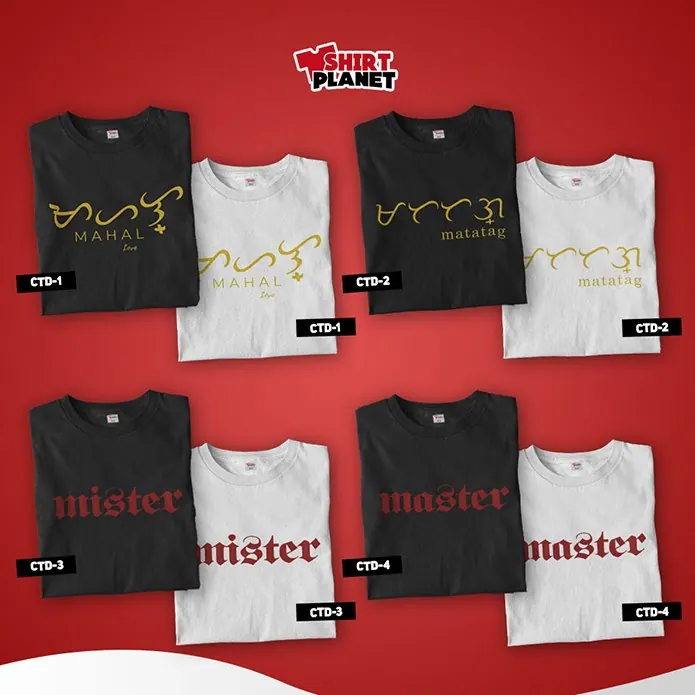 TSHIRT
PLANET
ᜋᜑᜎ᜔
MAHAL
Love
CTD-1
ᜋᜑᜎ᜔
MAHAL
Love
CTD-1
ᜋᜆᜆᜄ᜔
matatag
CTD-2
ᜋᜆᜆᜄ᜔
matatag
CTD-2
mister
CTD-3
mister
CTD-3
master
CTD-4
master
CTD-4